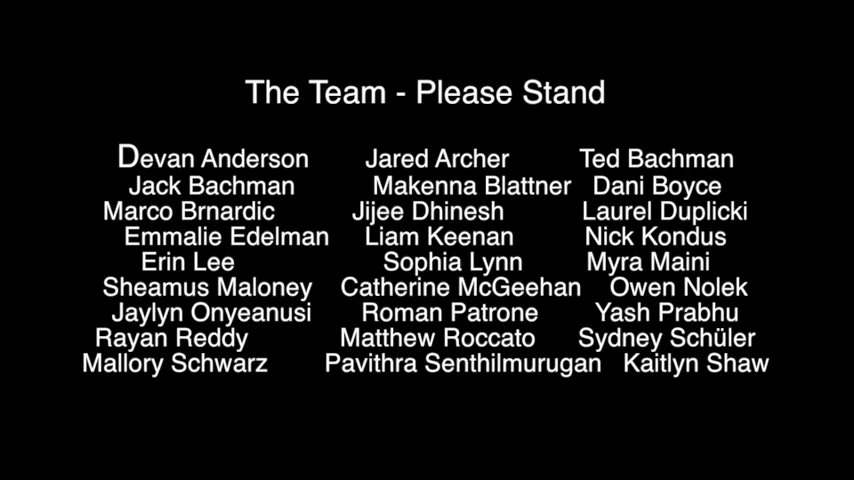 The Team - Please Stand
Devan Anderson Jared Archer Ted Bachman
Jack Bachman Makenna Blattner Dani Boyce
Marco Brnardic Jijee Dhinesh Laurel Duplicki
Emmalie Edelman Liam Keenan Nick Kondus
Erin Lee Sophia Lynn Myra Maini
Sheamus Maloney Catherine McGeehan Owen Nolek
Jaylyn Onyeanusi Roman Patrone Yash Prabhu
Rayan Reddy Matthew Roccato Sydney Schüler
Mallory Schwarz Pavithra Senthilmurugan Kaitlyn Shaw